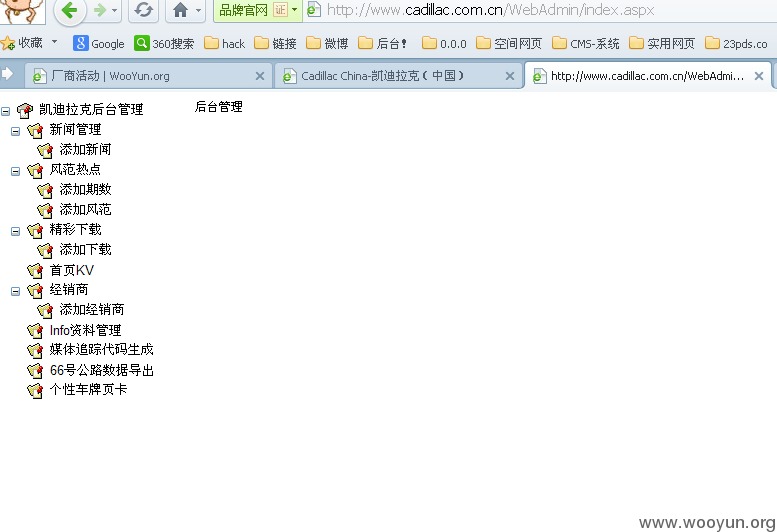 品牌官网 证 http://www.cadillac.com.cn/WebAdmin/index.aspx
收藏 Google 360搜索 hack 链接 微博 后台! 0.0.0 空间网页 CMS-系统 实用网页 23pds.co
厂商活动 | WooYun.org Cadillac China-凯迪拉克(中国) http://www.cadillac.com.cn/WebAdmi...
凯迪拉克后台管理 后台管理
新闻管理
添加新闻
风范热点
添加期数
添加风范
精彩下载
添加下载
首页KV
经销商
添加经销商
Info资料管理
媒体追踪代码生成
66号公路数据导出
个性车牌页卡
www.wooyun.org